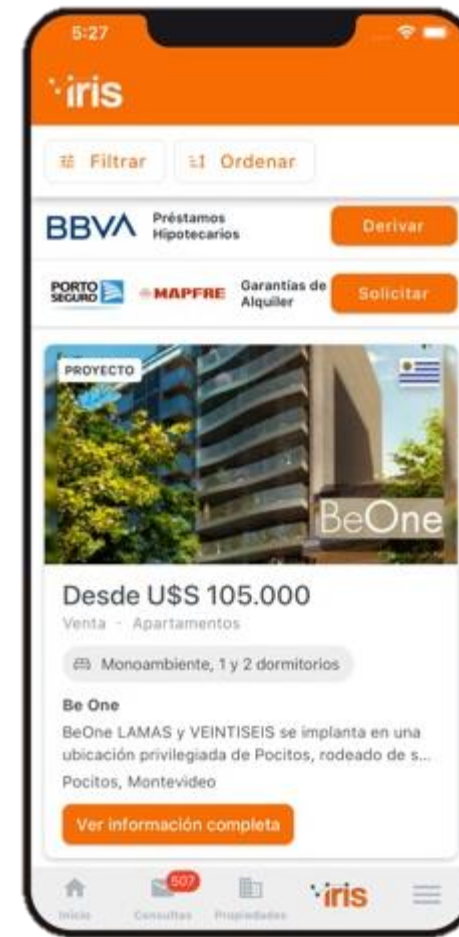 5:27
iris
Filtrar
Ordenar
BBVA
Préstamos
Hipotecarios
Derivar
PORTO
SEGURO
MAPFRE
Garantías de
Alquiler
Solicitar
PROYECTO
BeOne
Desde U$S 105.000
Venta - Apartamentos
Monoambiente, 1 y 2 dormitorios
Be One
BeOne LAMAS y VEINTISEIS se implanta en una
ubicación privilegiada de Pocitos, rodeado de s...
Pocitos, Montevideo
Ver información completa
507
Inicio
Consultas
Propiedades
iris